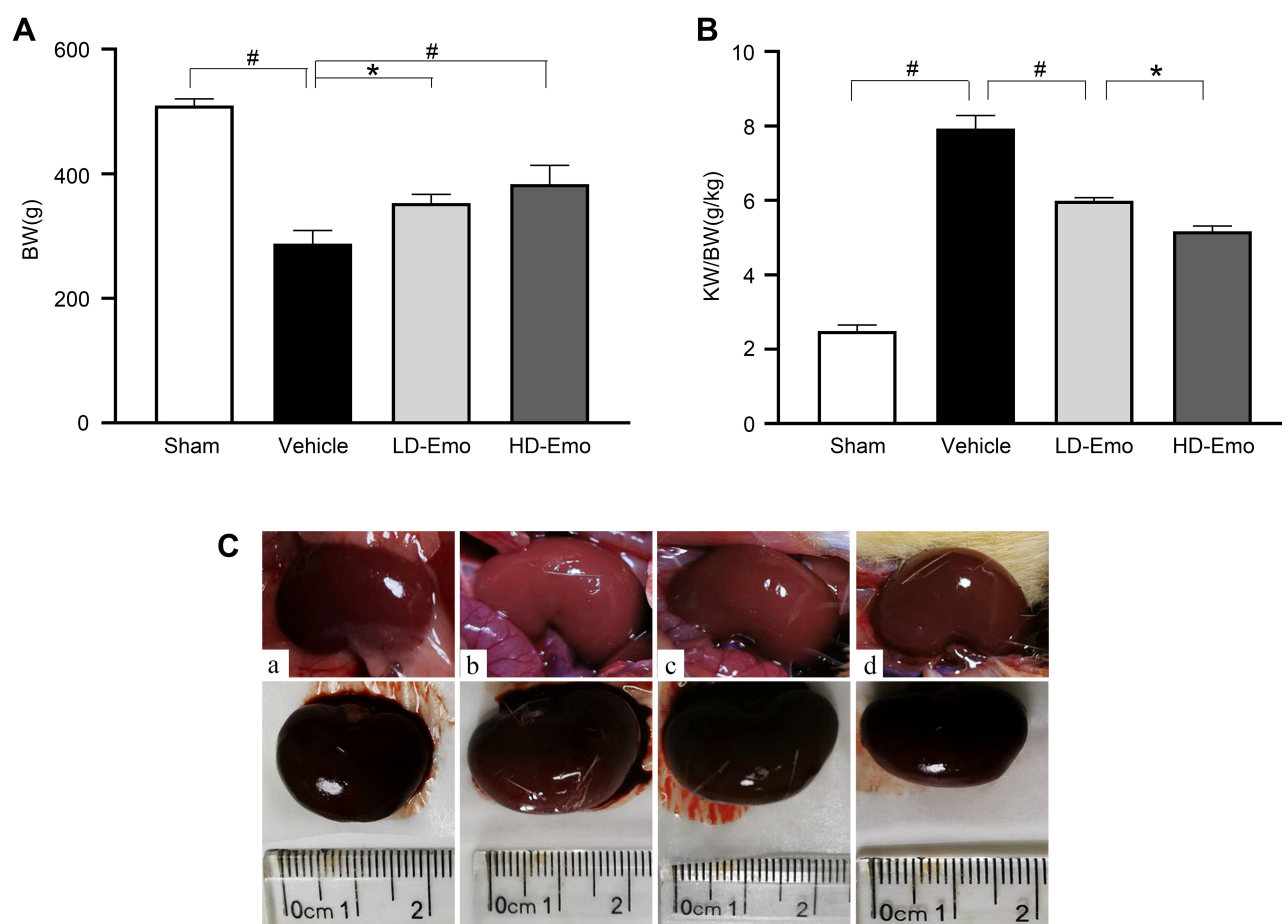 A
600
400
200
0
BW(g)
#
#
*
Sham Vehicle LD-Emo HD-Emo
B
10
8
6
4
2
0
KW/BW(g/kg)
#
#
*
Sham Vehicle LD-Emo HD-Emo
C
a
b
c
d
0cm 1 2
0cm 1 2
0cm 1 2
0cm 1 2